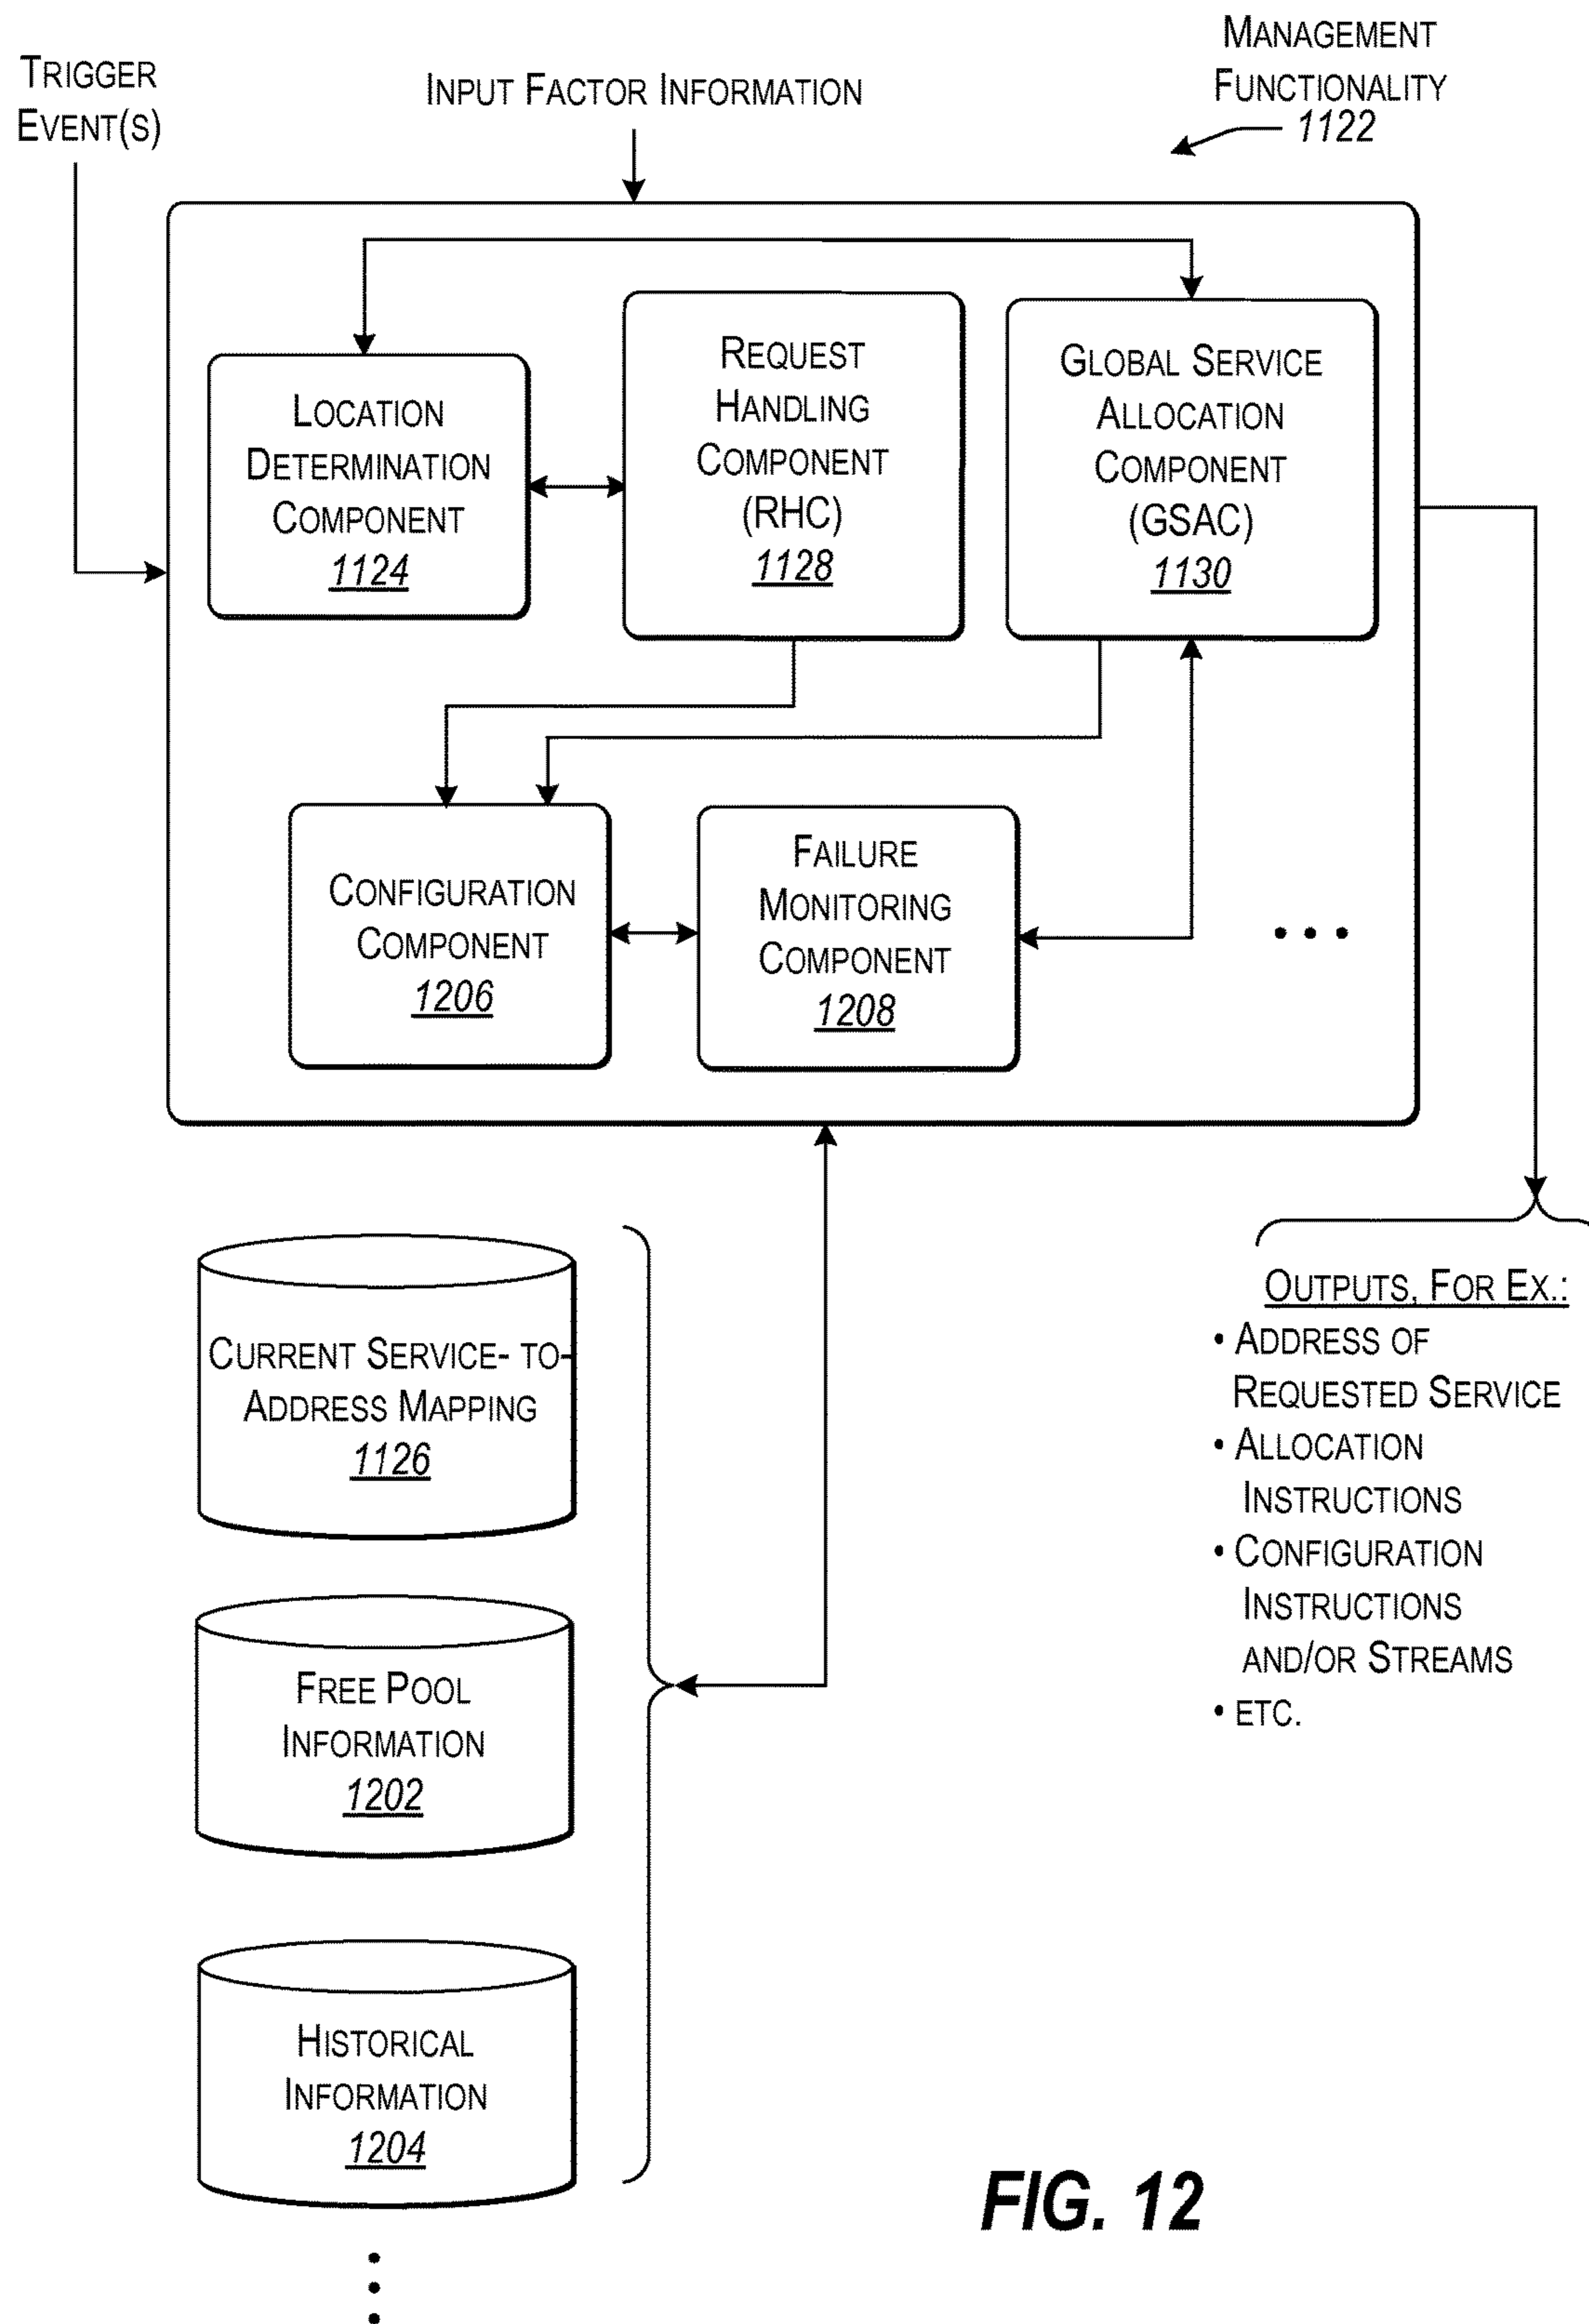 TRIGGER
EVENT(S)
INPUT FACTOR INFORMATION
MANAGEMENT
FUNCTIONALITY
1122
LOCATION
DETERMINATION
COMPONENT
1124
REQUEST
HANDLING
COMPONENT
(RHC)
1128
GLOBAL SERVICE
ALLOCATION
COMPONENT
(GSAC)
1130
CONFIGURATION
COMPONENT
1206
FAILURE
MONITORING
COMPONENT
1208
• • •
CURRENT SERVICE- TO-
ADDRESS MAPPING
1126
FREE POOL
INFORMATION
1202
HISTORICAL
INFORMATION
1204
OUTPUTS, FOR EX.:
• ADDRESS OF
REQUESTED SERVICE
• ALLOCATION
INSTRUCTIONS
• CONFIGURATION
INSTRUCTIONS
AND/OR STREAMS
• ETC.
FIG. 12